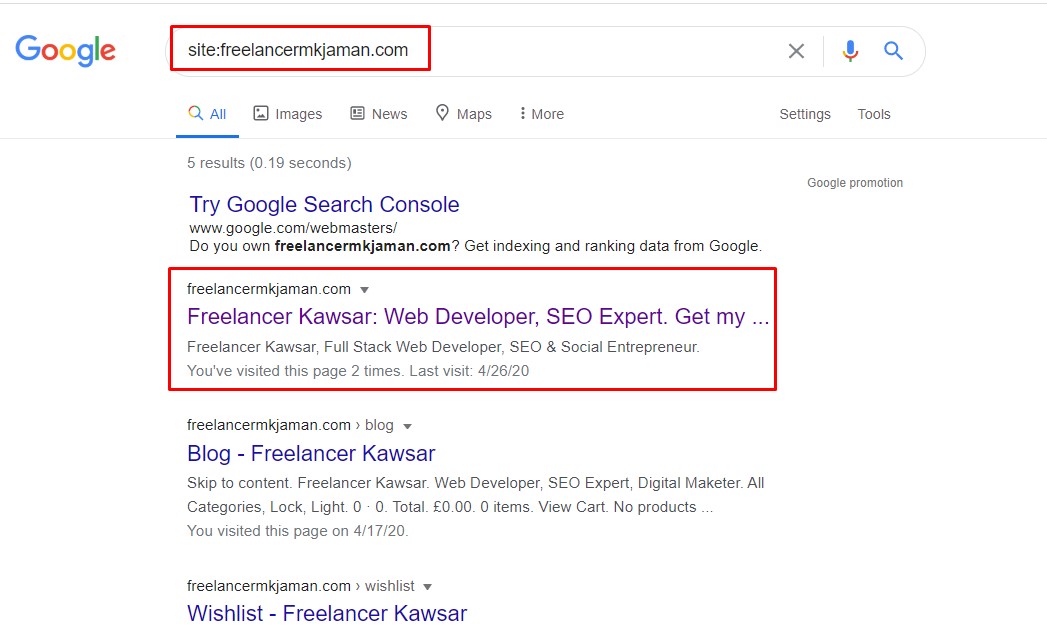 Google
site:freelancermkjaman.com
All Images News Maps More Settings Tools
5 results (0.19 seconds)
Google promotion
Try Google Search Console
www.google.com/webmasters/
Do you own freelancermkjaman.com? Get indexing and ranking data from Google.
freelancermkjaman.com
Freelancer Kawsar: Web Developer, SEO Expert. Get my ...
Freelancer Kawsar, Full Stack Web Developer, SEO & Social Entrepreneur.
You've visited this page 2 times. Last visit: 4/26/20
freelancermkjaman.com › blog
Blog - Freelancer Kawsar
Skip to content. Freelancer Kawsar. Web Developer, SEO Expert, Digital Maketer. All
Categories, Lock, Light. 0 · 0. Total. £0.00. 0 items. View Cart. No products ...
You visited this page on 4/17/20.
freelancermkjaman.com › wishlist
Wishlist - Freelancer Kawsar